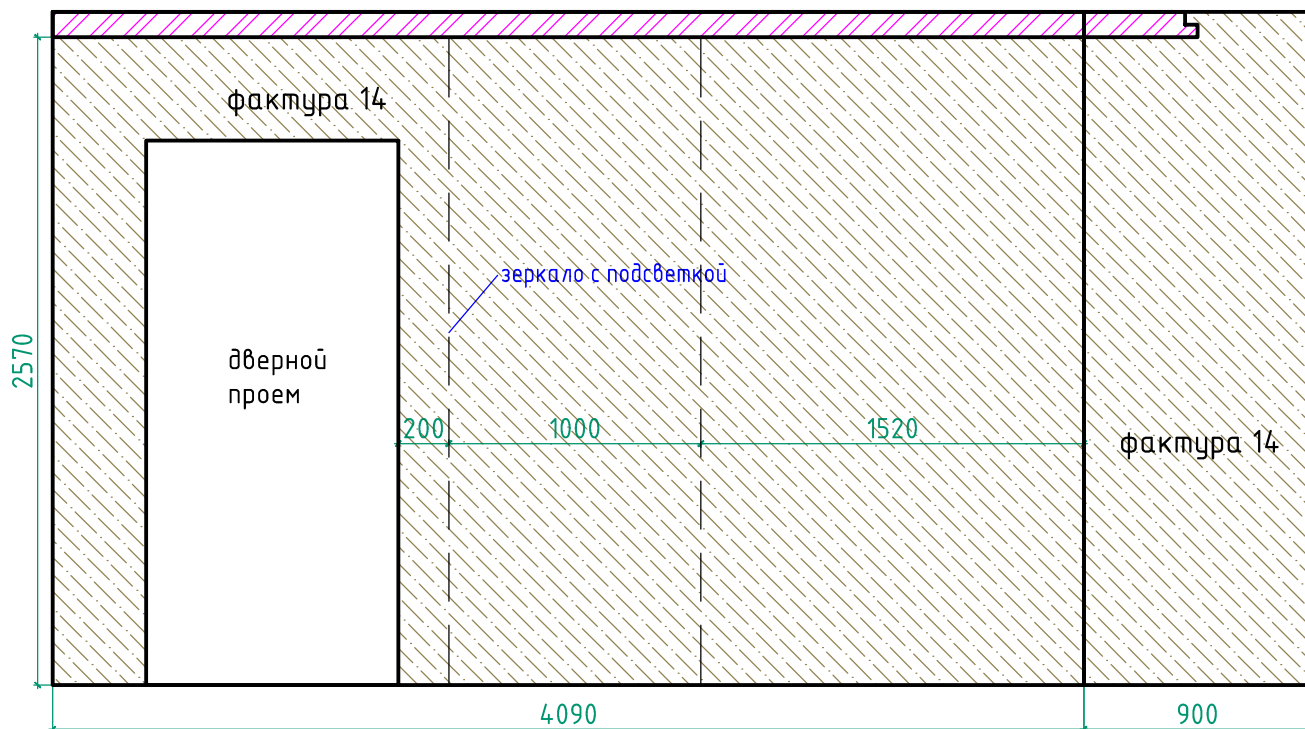 фактура 14
зеркало с подсветкой
2570
дверной
проем
200
1000
1520
фактура 14
4090
900